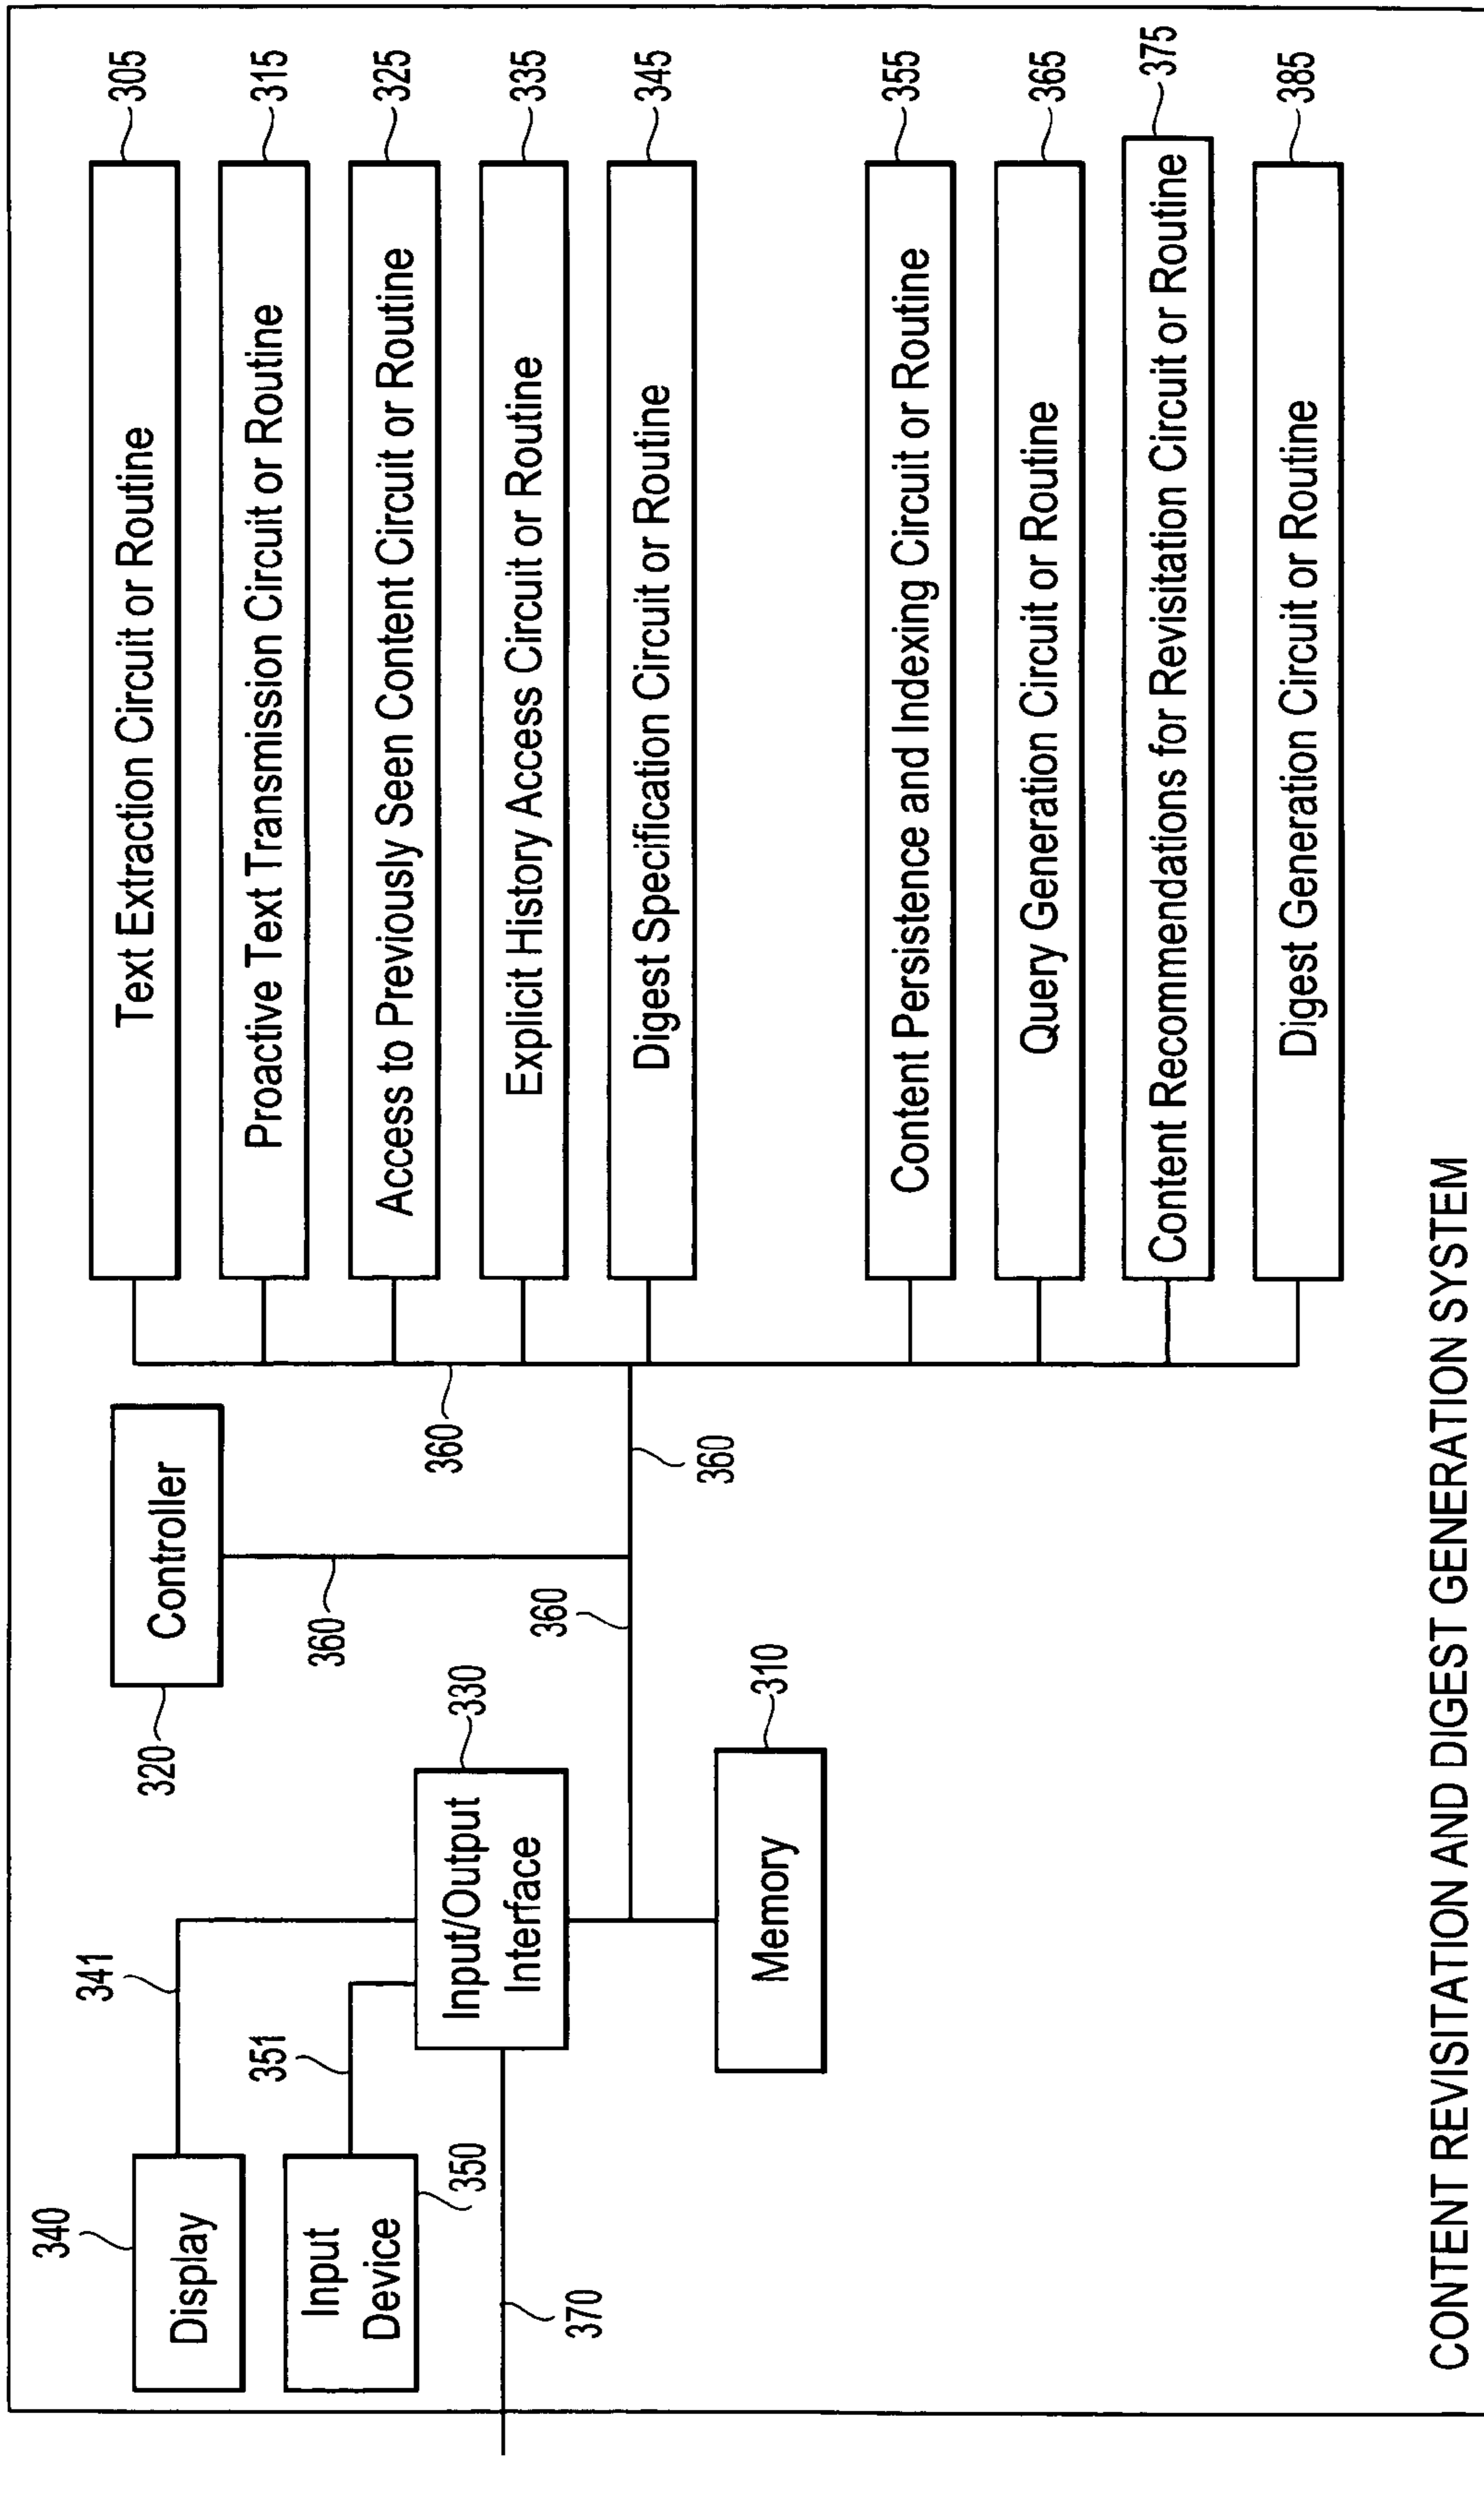 340
Display
341
Input
Device
350
351
370
Input/Output
Interface
330
Memory
310
Controller
320
360
360
360
360
Text Extraction Circuit or Routine
305
Proactive Text Transmission Circuit or Routine
315
Access to Previously Seen Content Circuit or Routine
325
Explicit History Access Circuit or Routine
335
Digest Specification Circuit or Routine
345
Content Persistence and Indexing Circuit or Routine
355
Query Generation Circuit or Routine
365
Content Recommendations for Revisitation Circuit or Routine
375
Digest Generation Circuit or Routine
385
CONTENT REVISITATION AND DIGEST GENERATION SYSTEM